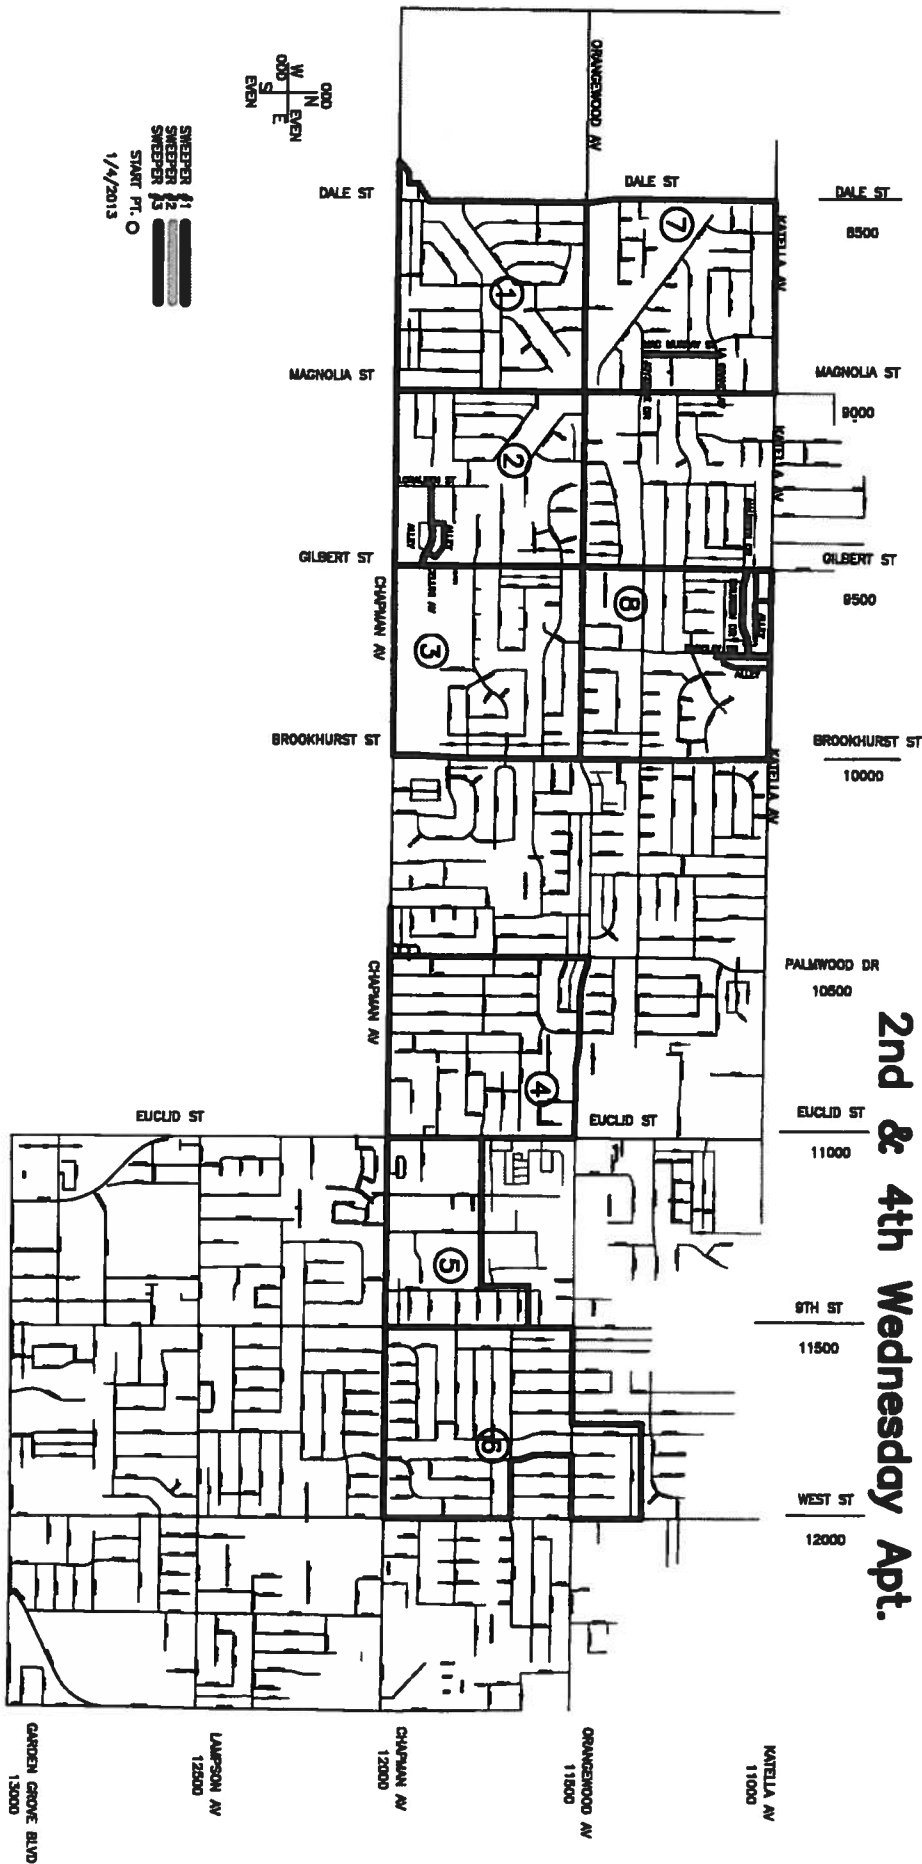 2nd & 4th Wednesday Apt.
DALE ST
8500
MAGNOLIA ST
9000
GILBERT ST
9500
BROOKHURST ST
10000
PALMWOOD DR
10500
EUCLID ST
11000
9TH ST
11500
WEST ST
12000
KATELLA AV
11000
ORANGEWOOD AV
11500
CHAPMAN AV
12000
LAMPSON AV
12500
GARDEN GROVE BLVD
13000
KATELLA AV
KATELLA AV
KATELLA AV
ORANGEWOOD AV
DALE ST
DALE ST
MAGNOLIA ST
GILBERT ST
BROOKHURST ST
CHAPMAN AV
CHAPMAN AV
EUCLID ST
EUCLID ST
ALLEY
ALLEY
ALLEY
ALLEY
1
2
3
4
5
6
7
8
ODD
N
EVEN
W
E
ODD
S
EVEN
SWEEPER #1
SWEEPER #2
SWEEPER #3
START PT. O
1/4/2013